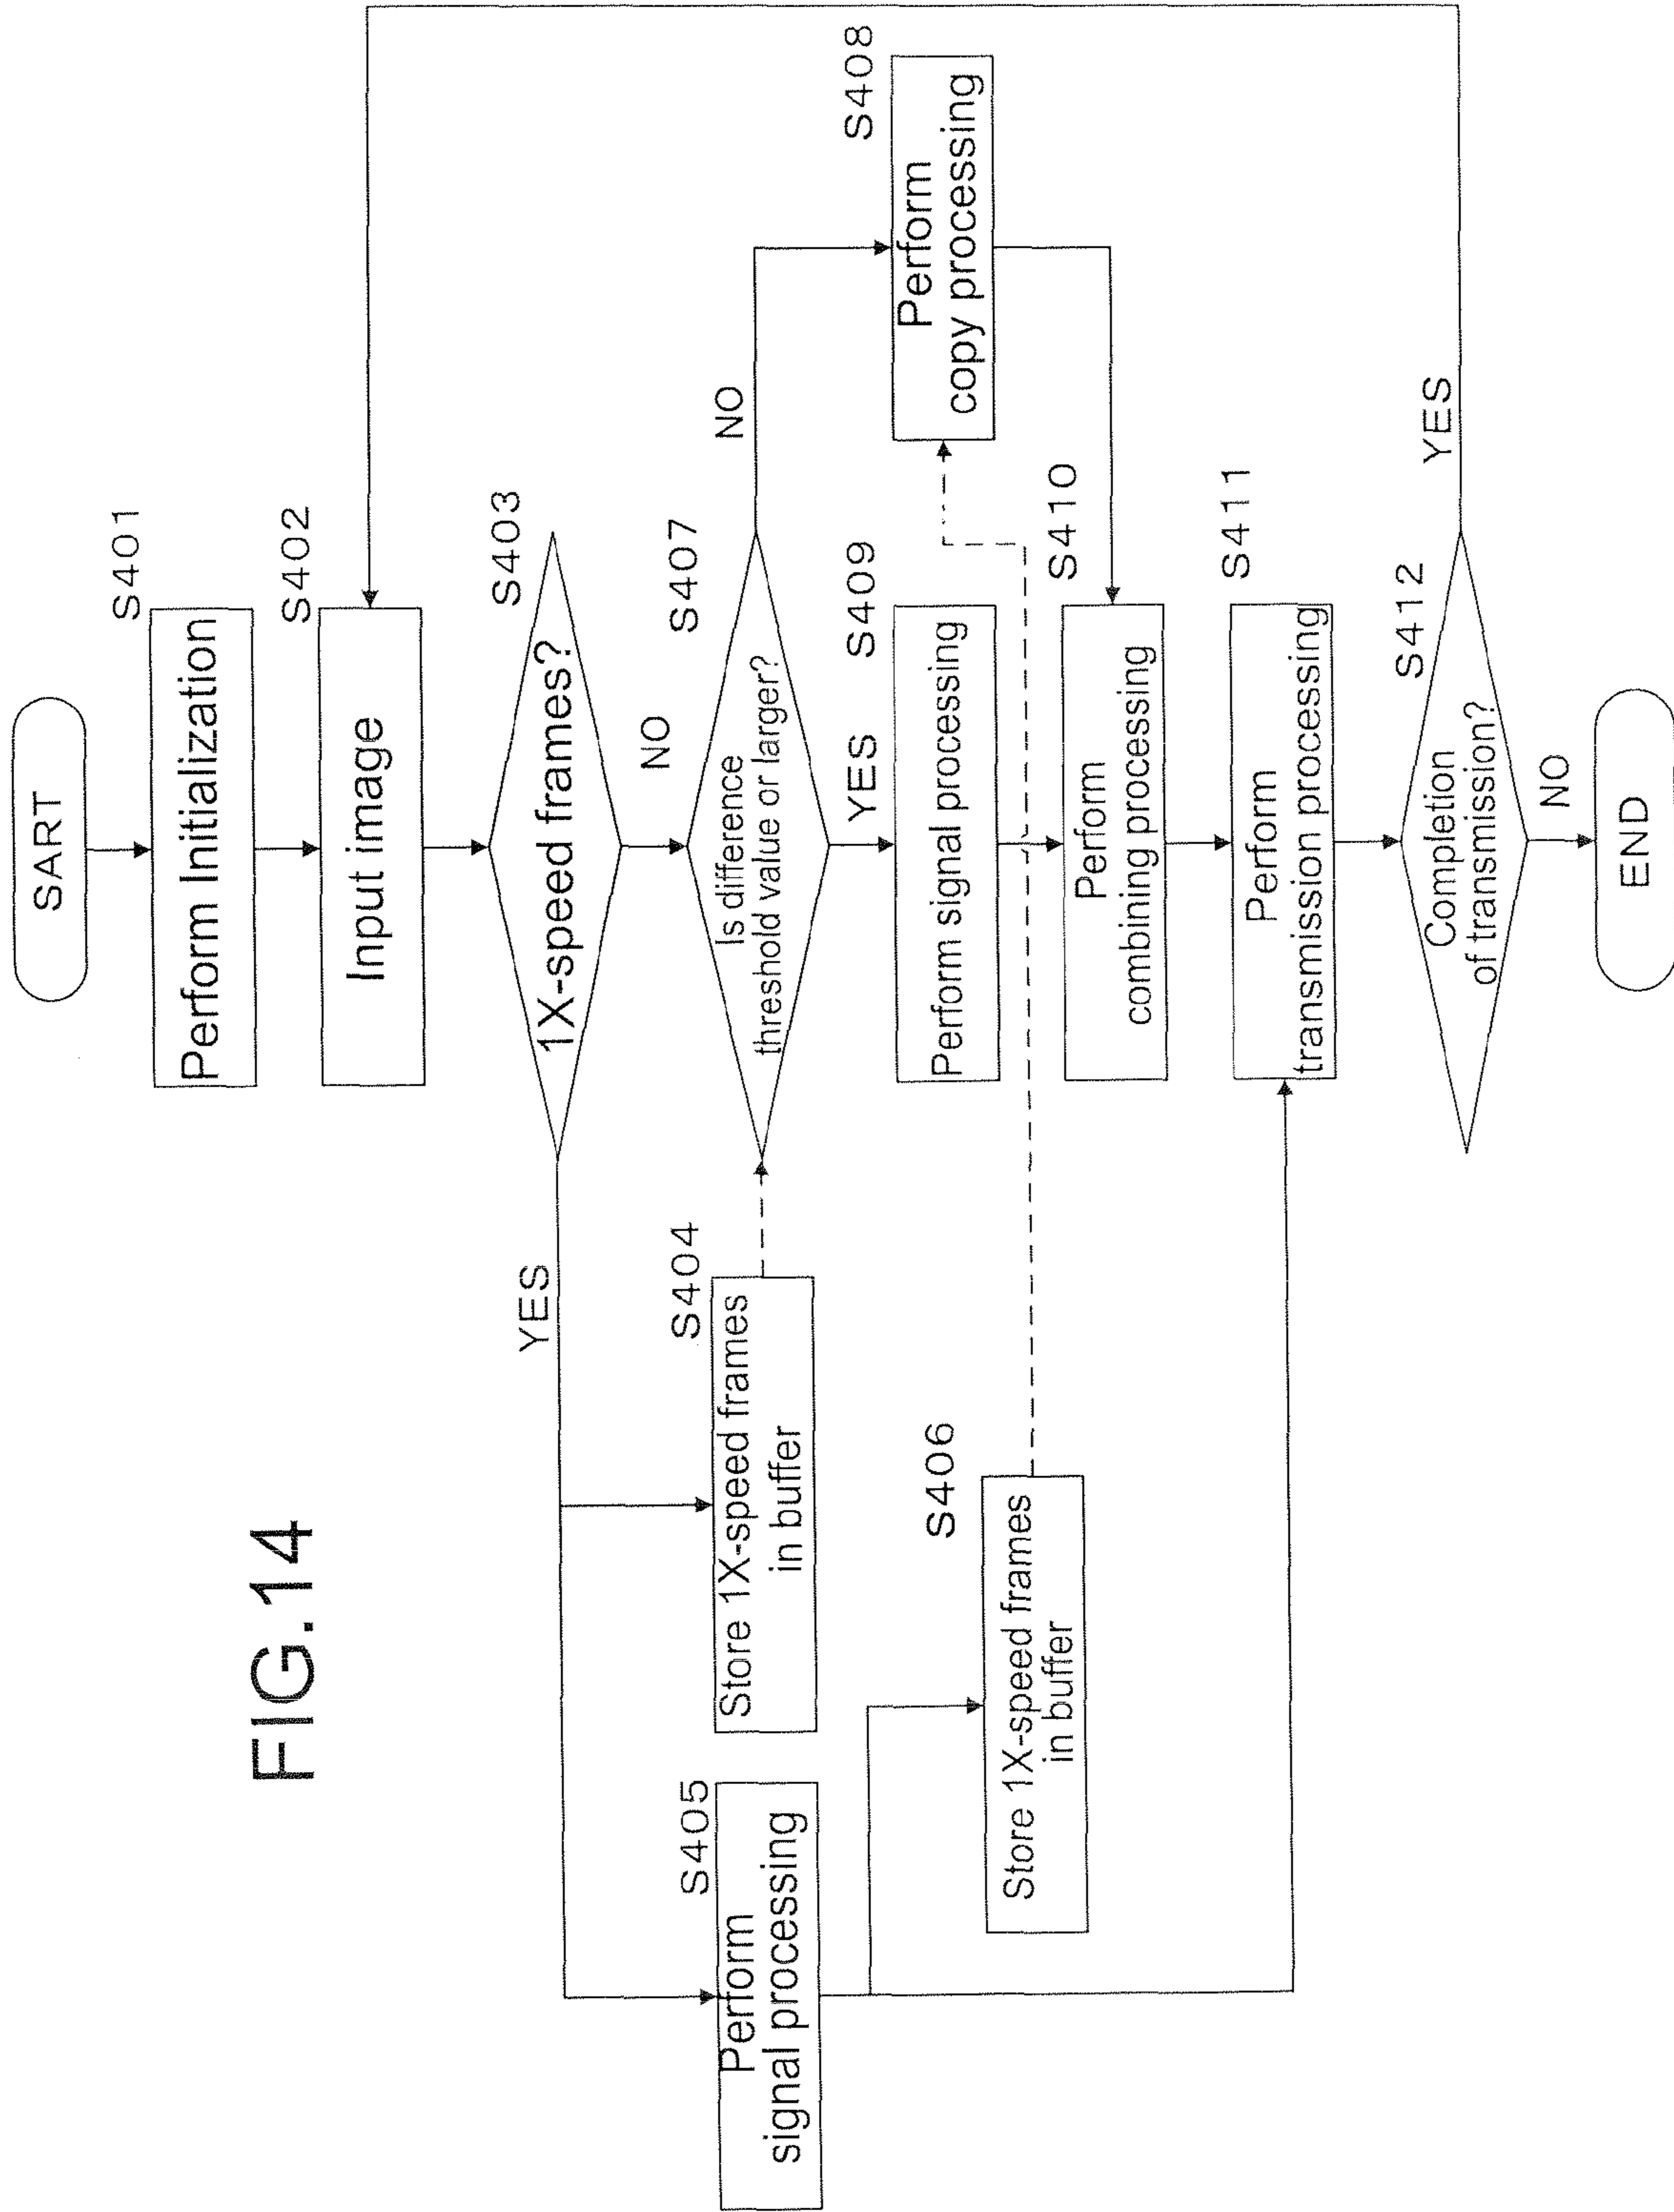 FIG.14
SART
S401
Perform Initialization
S402
Input image
S403
1X-speed frames?
YES
NO
S404
Store 1X-speed frames
in buffer
S405
Perform
signal processing
S406
Store 1X-speed frames
in buffer
S407
Is difference
threshold value or larger?
NO
YES
S408
Perform
copy processing
S409
Perform signal processing
S410
Perform
combining processing
S411
Perform
transmission processing
S412
Completion
of transmission?
YES
NO
END